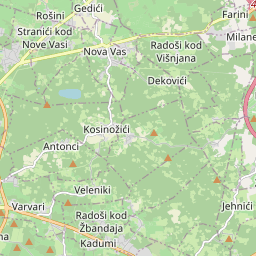 Gedići
Rošini
Farini
Stranići kod
Nove Vasi
Nova Vas
Radoši kod
Višnjana
Dekovići
Kosinožići
Antonci
Veleniki
Varvari
Radoši kod
Žbandaja
Kadumi
Jehnići